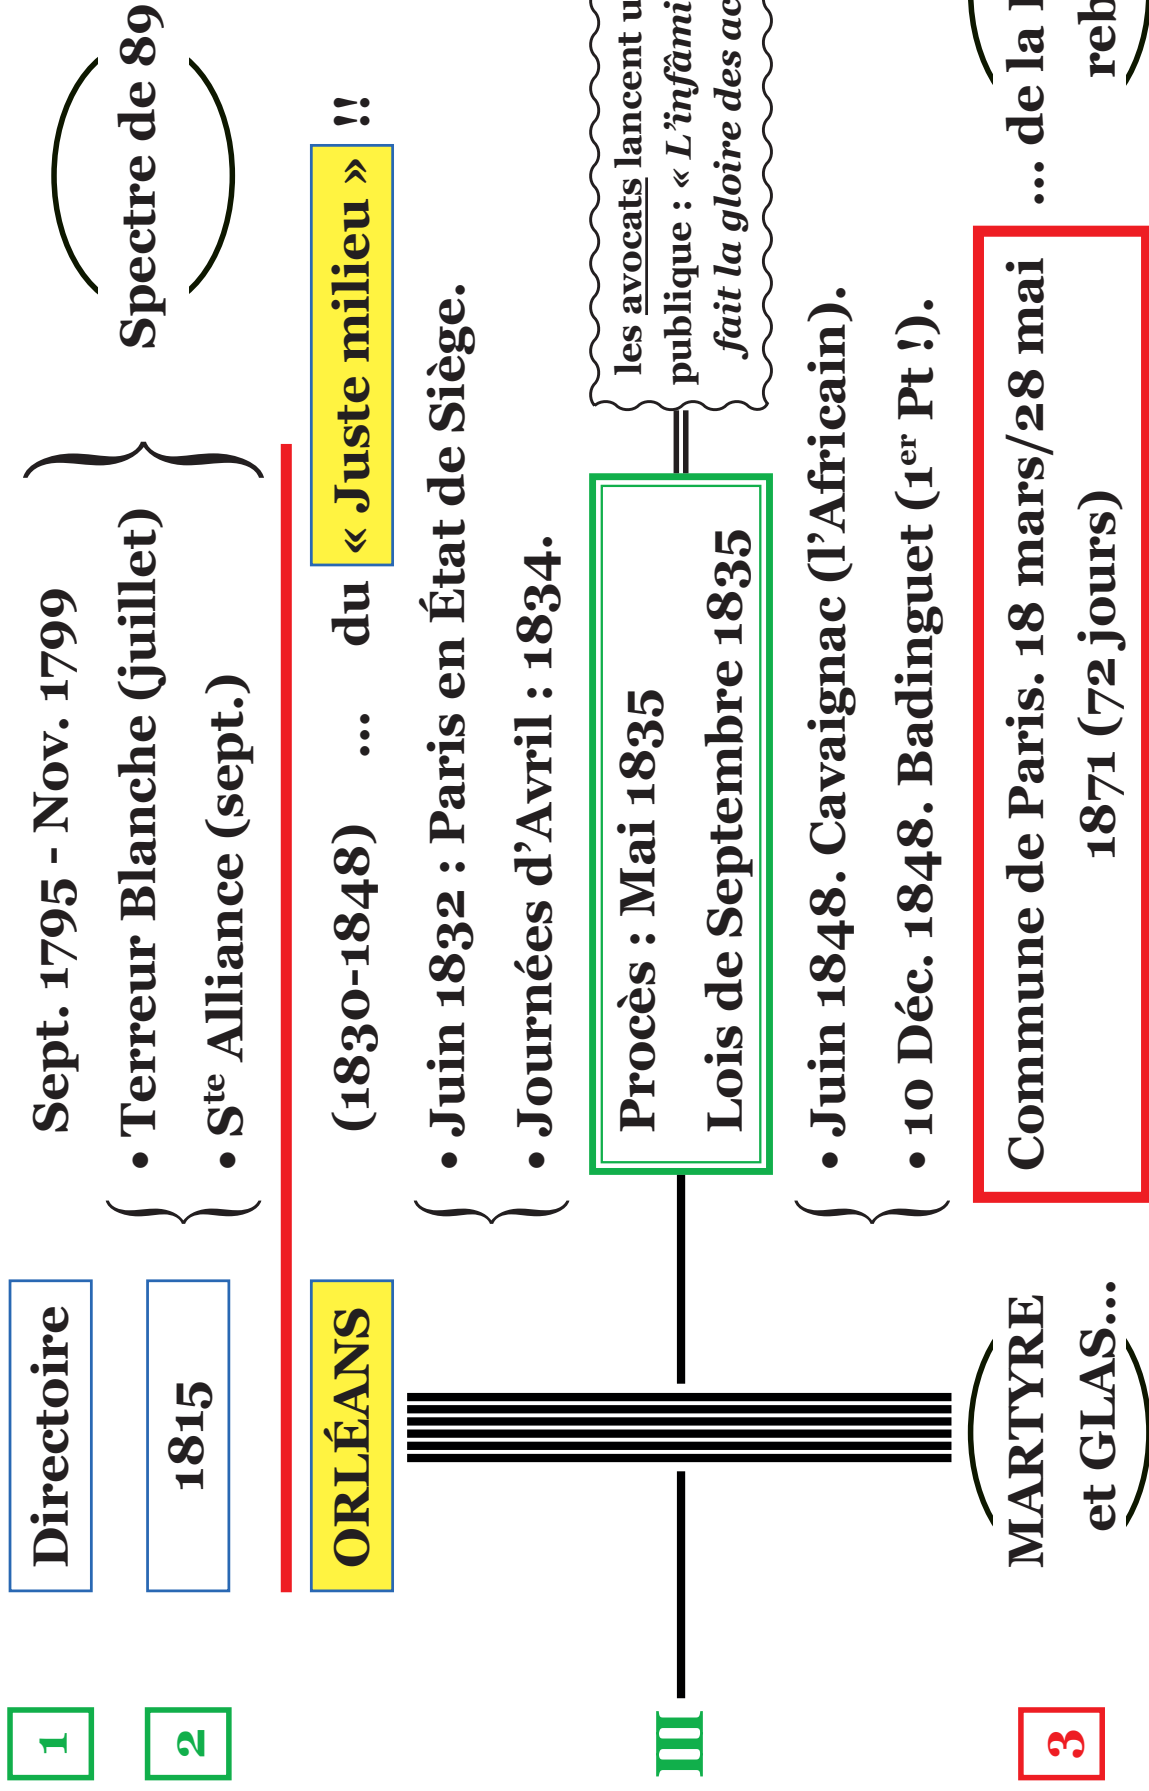 1
Directoire
Sept. 1795 - Nov. 1799
2
1815
• Terreur Blanche (juillet)
• Ste Alliance (sept.)
Spectre de 89
ORLÉANS
(1830-1848) ... du « Juste milieu » !!
• Juin 1832 : Paris en État de Siège.
• Journées d’Avril : 1834.
III
Procès : Mai 1835
Lois de Septembre 1835
les avocats lancent
publique : « L’infâmi
fait la gloire des
• Juin 1848. Cavaignac (l’Africain).
• 10 Déc. 1848. Badinguet (1er Pt !).
3
MARTYRE
et GLAS...
Commune de Paris. 18 mars/28 mai
1871 (72 jours)
... de la
reb